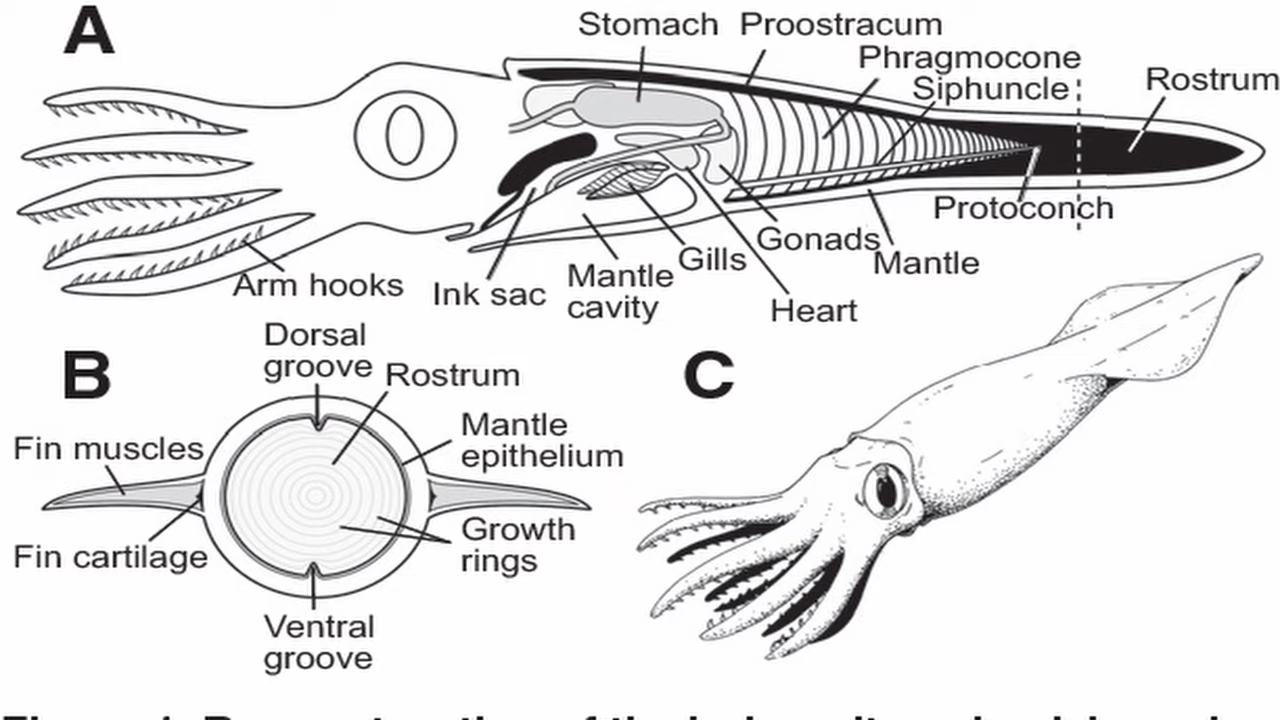 A
Stomach
Proostracum
Phragmocone
Siphuncle
Rostrum
Protoconch
Gonads
Mantle
Gills
Heart
Mantle
cavity
Ink sac
Arm hooks
B
Dorsal
groove
Rostrum
Mantle
epithelium
Fin muscles
Growth
rings
Fin cartilage
Ventral
groove
C